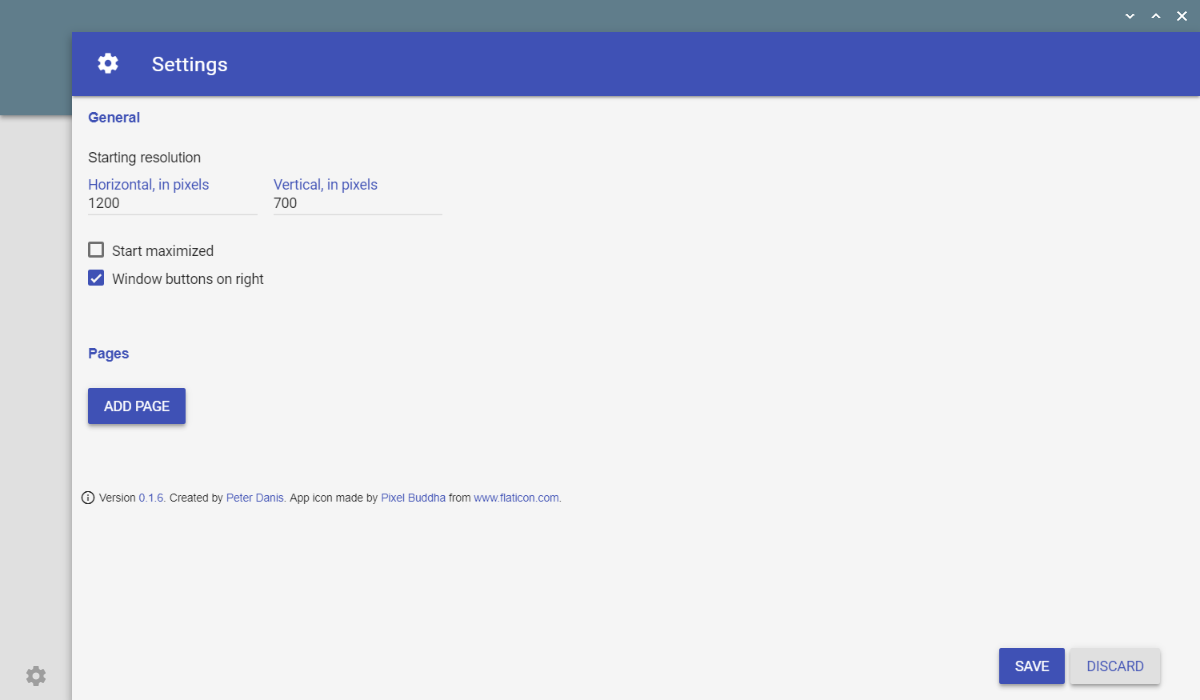 Settings
General
Starting resolution
Horizontal, in pixels Vertical, in pixels
1200 700
Start maximized
Window buttons on right
Pages
ADD PAGE
Version 0.1.6. Created by Peter Danis. App icon made by Pixel Buddha from www.flaticon.com.
SAVE DISCARD